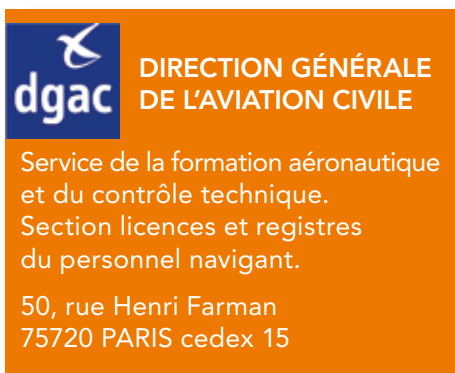 dgac
DIRECTION GÉNÉRALE
DE L'AVIATION CIVILE
Service de la formation aéronautique
et du contrôle technique.
Section licences et registres
du personnel navigant.
50, rue Henri Farman
75720 PARIS cedex 15